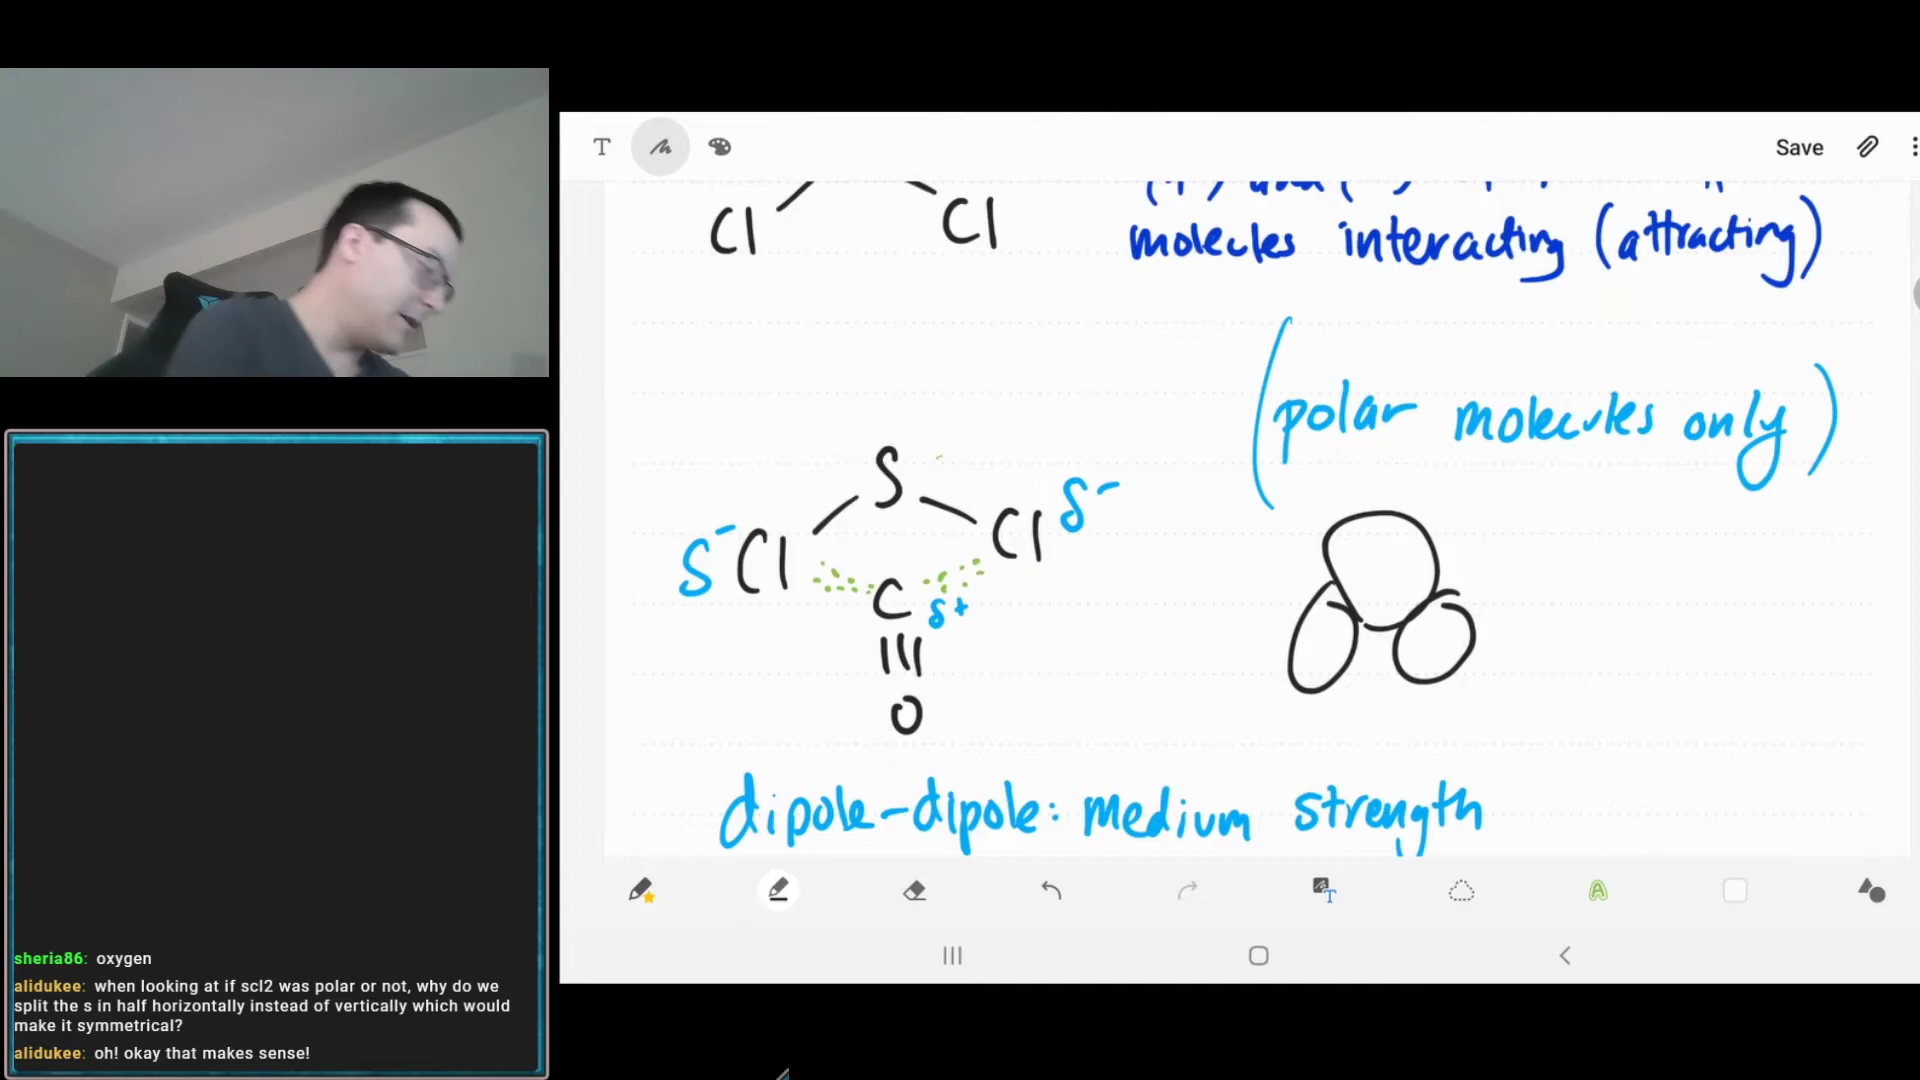 T
Save
Cl Cl
molecules interacting (attracting)
(polar molecules only)
S
δ- Cl Cl δ-
C δ+
O
dipole-dipole: medium strength
T
A
sheria86: oxygen
alidukee: when looking at if scl2 was polar or not, why do we
split the s in half horizontally instead of vertically which would
make it symmetrical?
alidukee: oh! okay that makes sense!